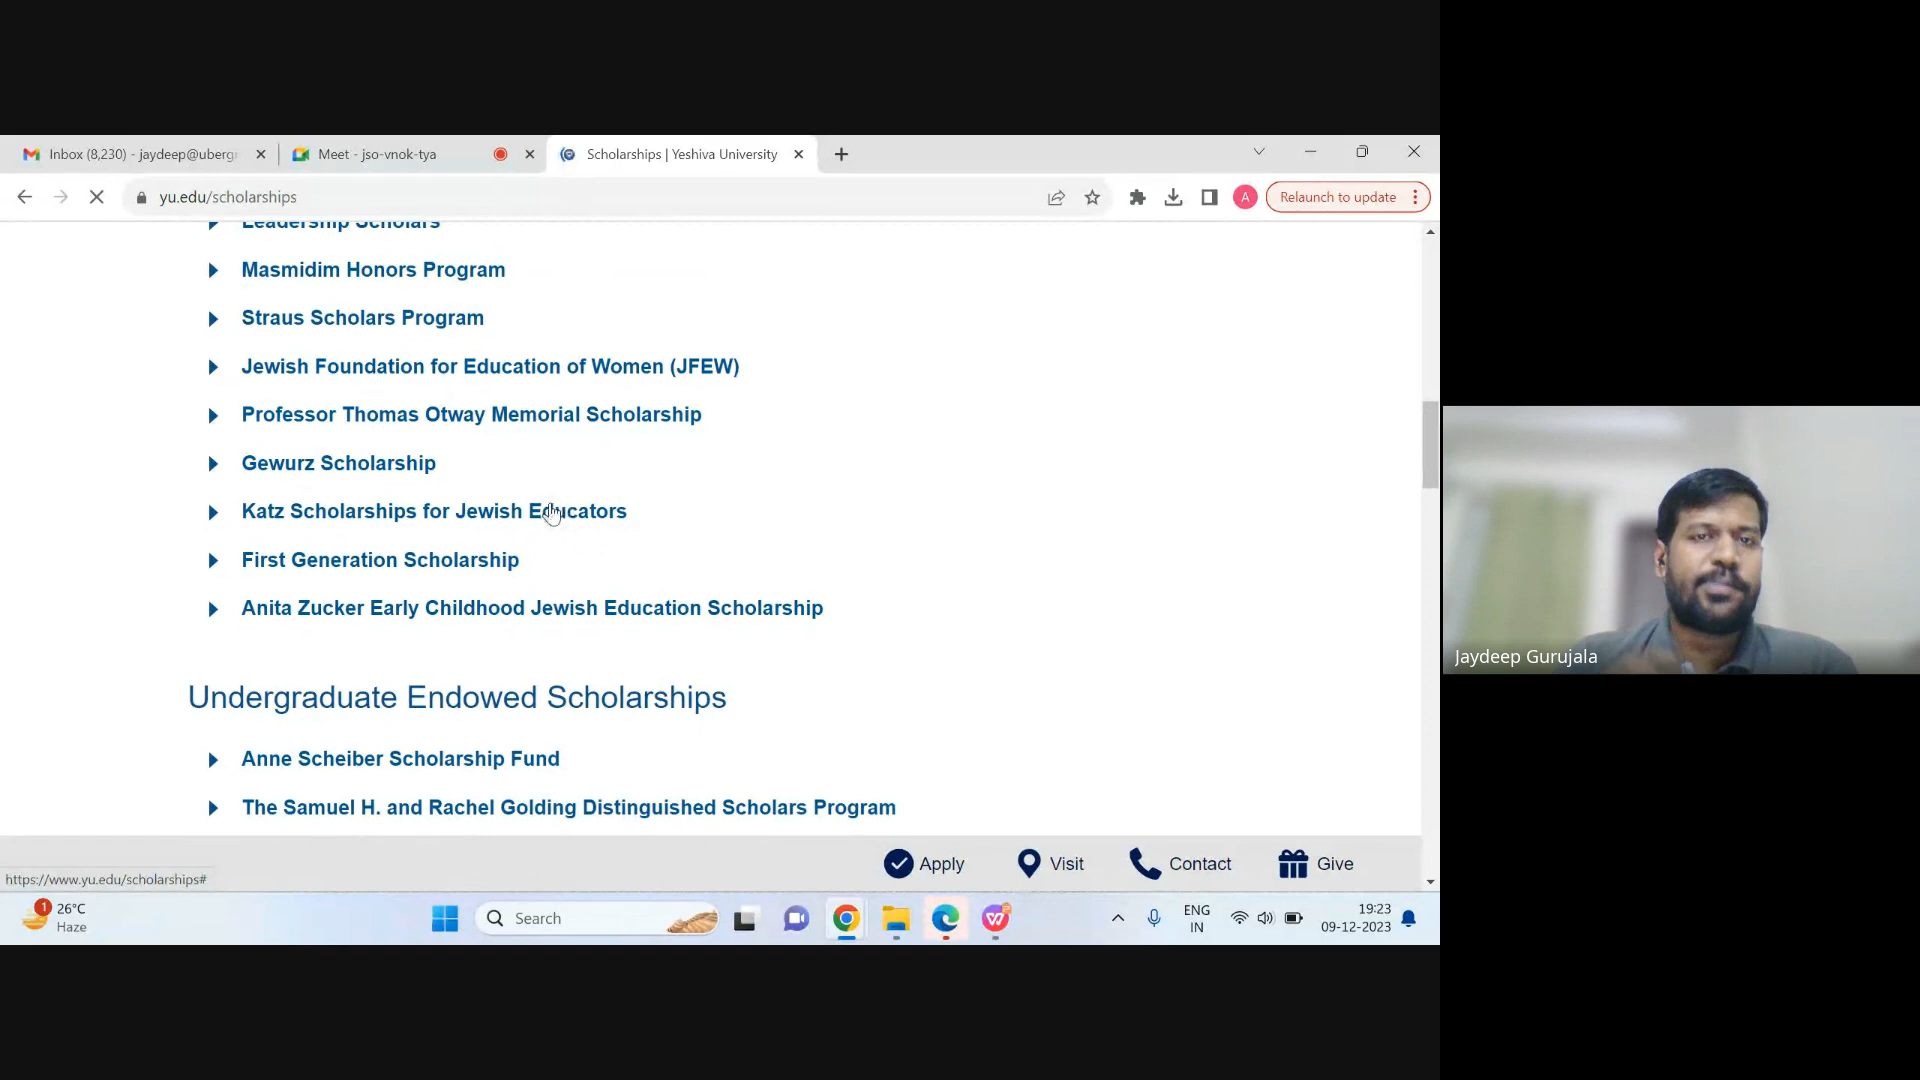 Inbox (8,230) - jaydeep@uberg
Meet - jso-vnok-tya
Scholarships | Yeshiva University
yu.edu/scholarships
A
Relaunch to update
Leadership Scholars
Masmidim Honors Program
Straus Scholars Program
Jewish Foundation for Education of Women (JFEW)
Professor Thomas Otway Memorial Scholarship
Gewurz Scholarship
Katz Scholarships for Jewish Educators
First Generation Scholarship
Anita Zucker Early Childhood Jewish Education Scholarship
Undergraduate Endowed Scholarships
Anne Scheiber Scholarship Fund
The Samuel H. and Rachel Golding Distinguished Scholars Program
Apply
Visit
Contact
Give
https://www.yu.edu/scholarships#
1
26°C
Haze
Search
ENG
IN
19:23
09-12-2023
Jaydeep Gurujala